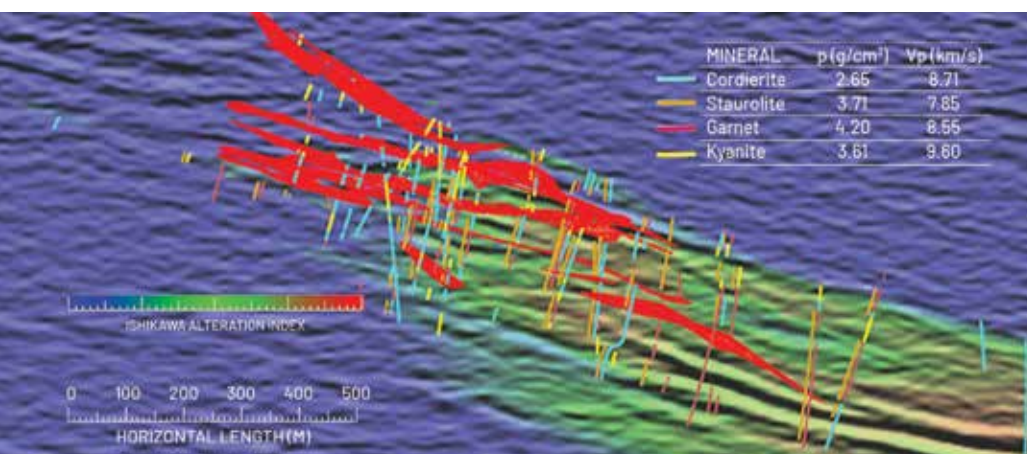 MINERAL p(g/cm³) Vp(km/s)
Cordierite 2.65 8.71
Staurolite 3.71 7.85
Garnet 4.20 8.55
Kyanite 3.61 9.60
ISHIKAWA ALTERATION INDEX
0 100 200 300 400 500
HORIZONTAL LENGTH(M)